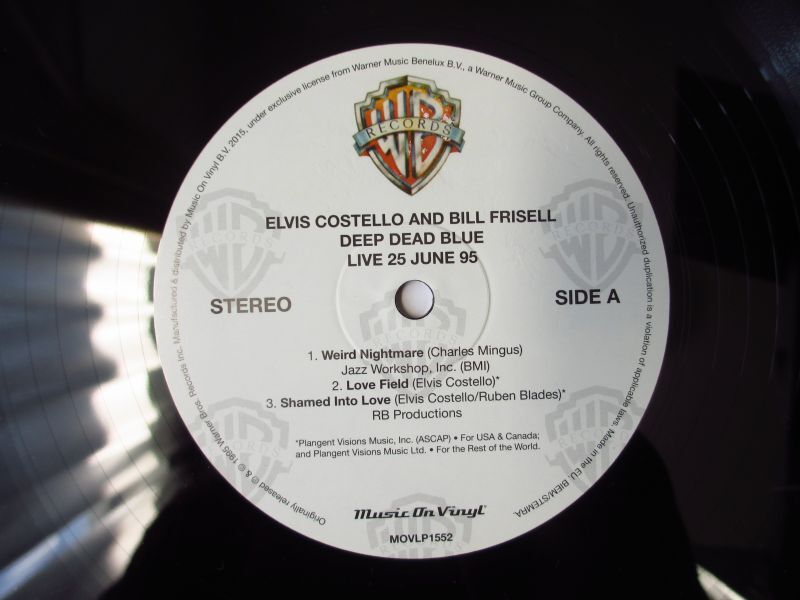 Originally released ℗ & © 1995 Warner Bros. Records Inc. Manufactured & distributed by Music On Vinyl B.V. 2015, under exclusive license from Warner Music Benelux B.V., a Warner Music Group Company. All rights reserved. Unauthorized duplication is a violation of applicable laws. Made in the EU. BIEM/STEMRA.
WB
RECORDS
ELVIS COSTELLO AND BILL FRISELL
DEEP DEAD BLUE
LIVE 25 JUNE 95
STEREO
SIDE A
1. Weird Nightmare (Charles Mingus)
Jazz Workshop, Inc. (BMI)
2. Love Field (Elvis Costello)*
3. Shamed Into Love (Elvis Costello/Ruben Blades)*
RB Productions
*Plangent Visions Music, Inc. (ASCAP) • For USA & Canada;
and Plangent Visions Music Ltd. • For the Rest of the World.
Music On Vinyl
MOVLP1552